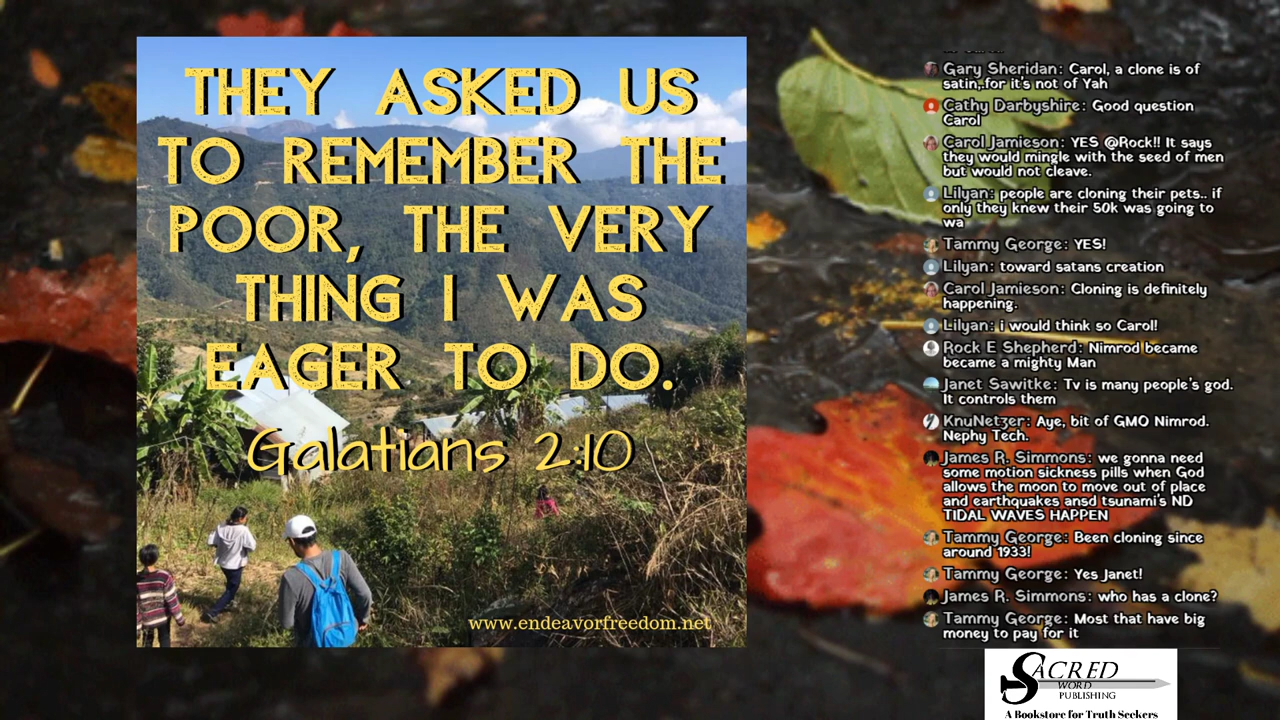 THEY ASKED US
TO REMEMBER THE
POOR, THE VERY
THING I WAS
EAGER TO DO.
Galatians 2:10
www.endeavorfreedom.net
Gary Sheridan: Carol, a clone is of
satin,.for it's not of Yah
Cathy Darbyshire: Good question
Carol
Carol Jamieson: YES @Rock!! It says
they would mingle with the seed of men
but would not cleave.
Lilyan: people are cloning their pets.. if
only they knew their 50k was going to
wa
Tammy George: YES!
Lilyan: toward satans creation
Carol Jamieson: Cloning is definitely
happening.
Lilyan: i would think so Carol!
Rock E Shepherd: Nimrod became
became a mighty Man
Janet Sawitke: Tv is many people's god.
It controls them
KnuNetzer: Aye, bit of GMO Nimrod.
Nephy Tech.
James R. Simmons: we gonna need
some motion sickness pills when God
allows the moon to move out of place
and earthquakes ansd tsunami's ND
TIDAL WAVES HAPPEN
Tammy George: Been cloning since
around 1933!
Tammy George: Yes Janet!
James R. Simmons: who has a clone?
Tammy George: Most that have big
money to pay for it
SACRED
WORD
PUBLISHING
A Bookstore for Truth Seekers